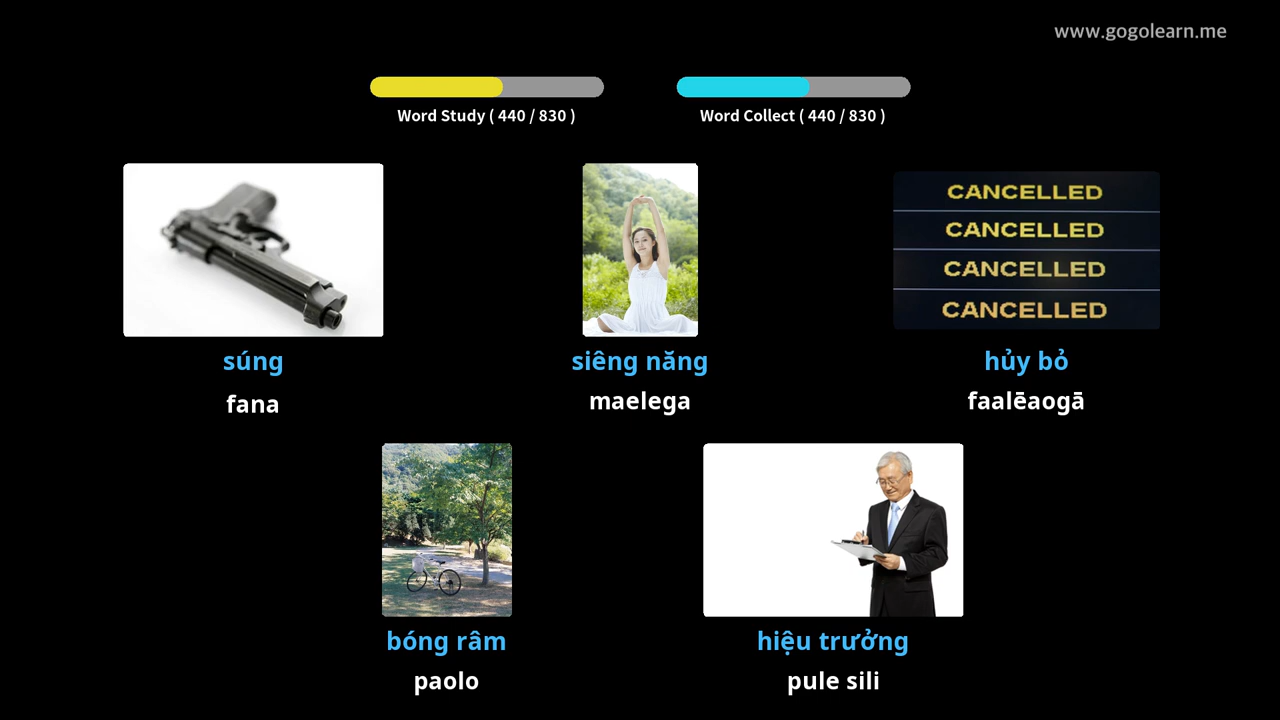 www.gogolearn.me
Word Study ( 440 / 830 )
Word Collect ( 440 / 830 )
CANCELLED
CANCELLED
CANCELLED
CANCELLED
súng
siêng năng
hủy bỏ
fana
maelega
faalēaogā
bóng râm
hiệu trưởng
paolo
pule sili